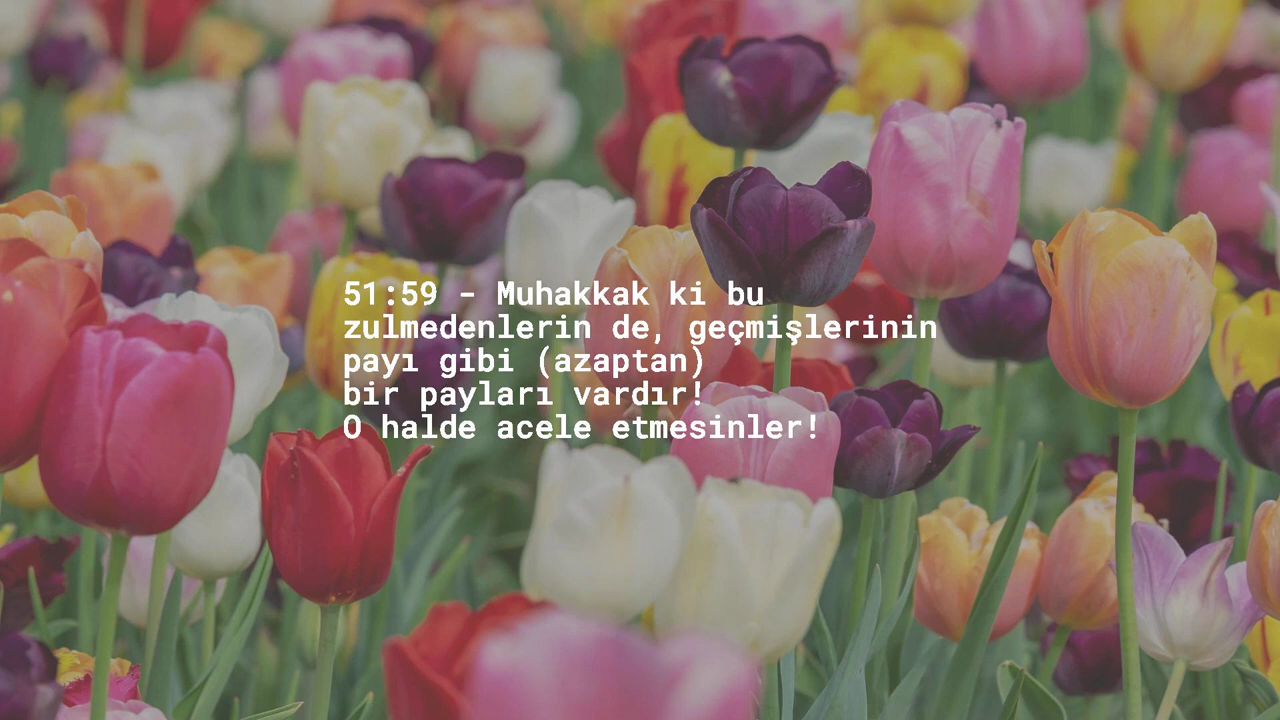 51:59 - Muhakkak ki bu
zulmedenlerin de, geçmişlerinin
payı gibi (azaptan)
bir payları vardır!
O halde acele etmesinler!